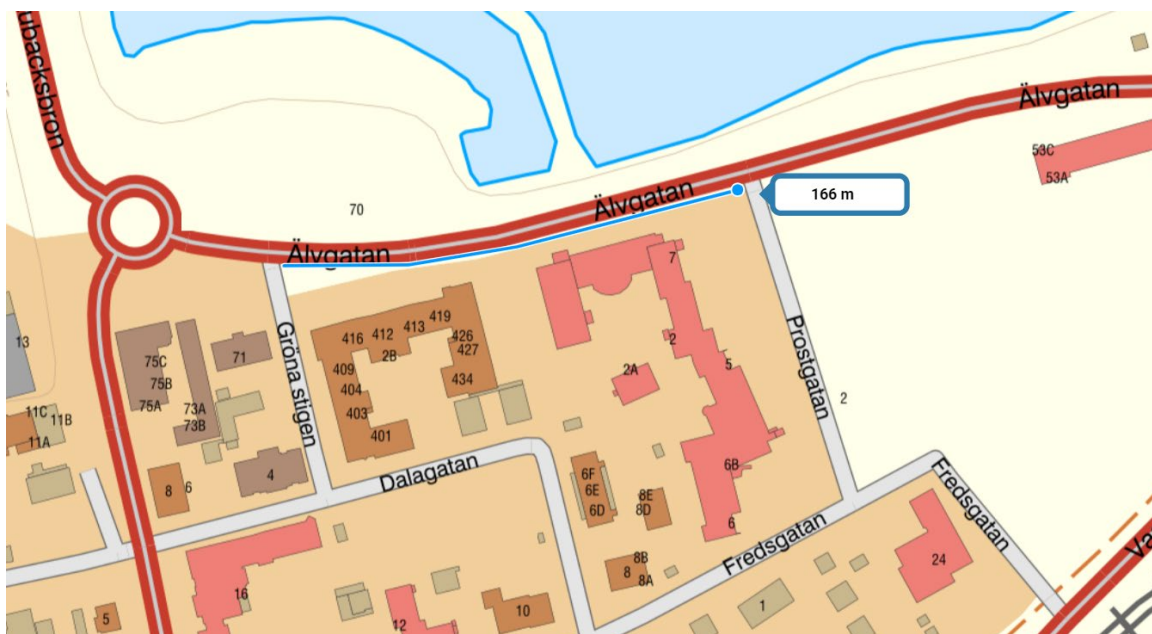 ubacksbron
Älvgatan
53C
53A
166 m
Älvgatan
70
Älvgatan
7
13
Gröna stigen
419
413
412
416
426
427
2B
2
Prostgatan
75C
71
409
2A
5
75B
404
434
75A
73A
403
2
11C
11B
73B
401
11A
6B
Dalagatan
4
6F
8
6
6E
8E
6D
8D
6
Fredsgatan
Fredsgatan
8B
8
8A
24
Va
16
1
10
5
12